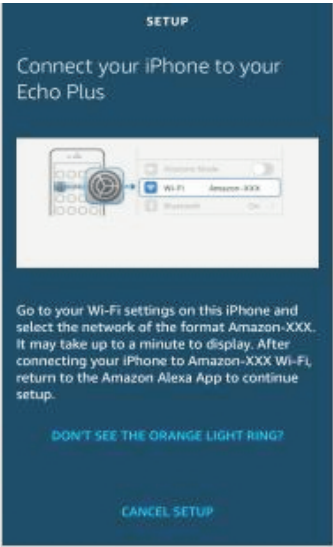 SETUP
Connect your iPhone to your
Echo Plus
Airplane Mode
Wi-Fi Amazon-XXX
Bluetooth On
Go to your Wi-Fi settings on this iPhone and
select the network of the format Amazon-XXX.
It may take up to a minute to display. After
connecting your iPhone to Amazon-XXX Wi-Fi,
return to the Amazon Alexa App to continue
setup.
DON'T SEE THE ORANGE LIGHT RING?
CANCEL SETUP